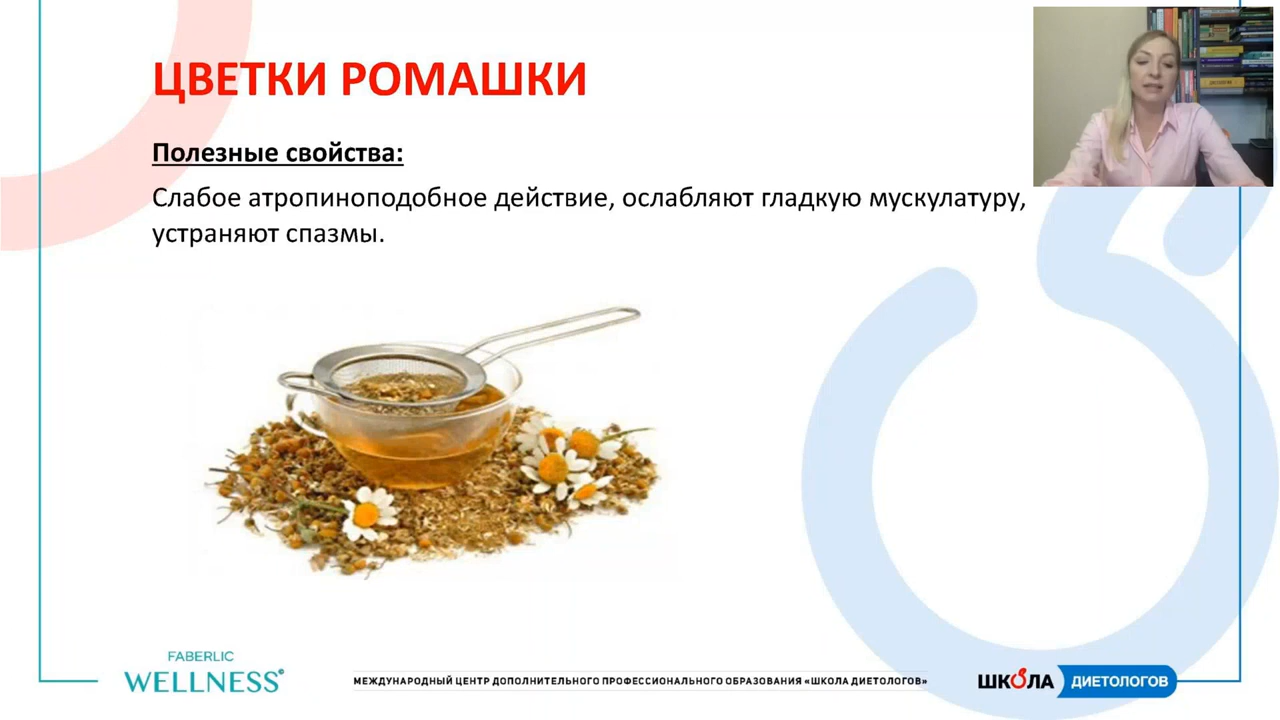 ЦВЕТКИ РОМАШКИ
Полезные свойства:
Слабое атропиноподобное действие, ослабляют гладкую мускулатуру,
устраняют спазмы.
FABERLIC
WELLNESS
МЕЖДУНАРОДНЫЙ ЦЕНТР ДОПОЛНИТЕЛЬНОГО ПРОФЕССИОНАЛЬНОГО ОБРАЗОВАНИЯ «ШКОЛА ДИЕТОЛОГОВ»
ШКОЛА ДИЕТОЛОГОВ